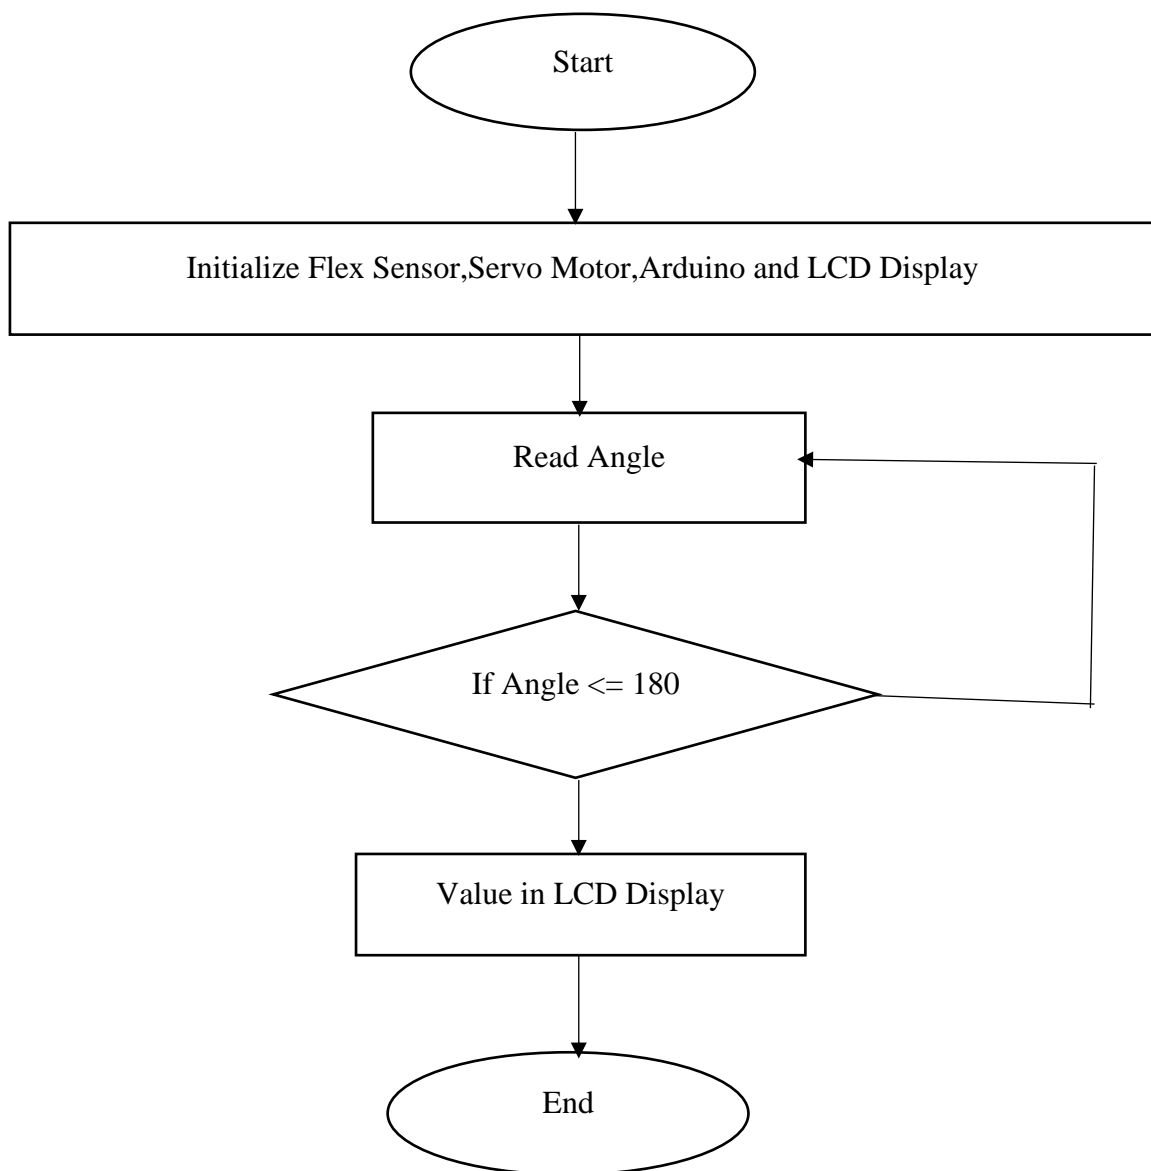 Start
Initialize Flex Sensor,Servo Motor,Arduino and LCD Display
Read Angle
If Angle <= 180
Value in LCD Display
End